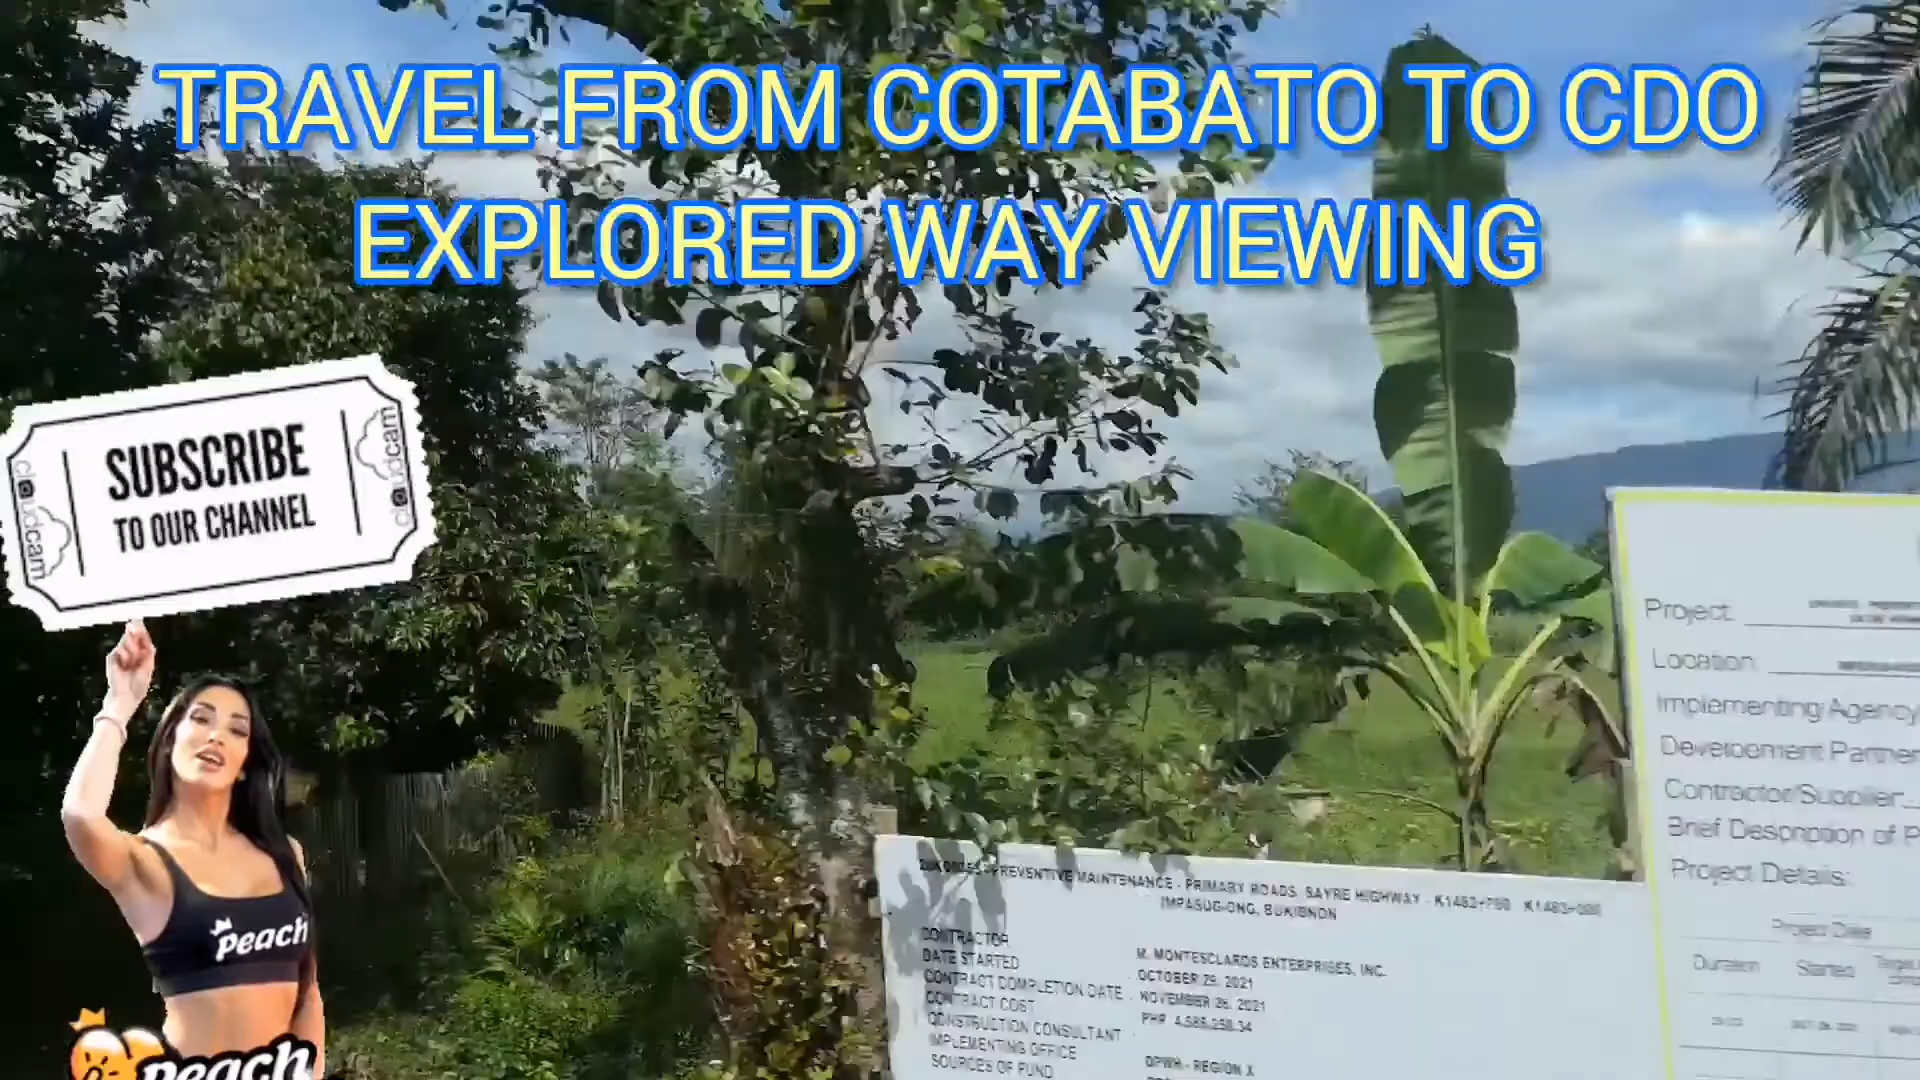 TRAVEL FROM COTABATO TO CDO
EXPLORED WAY VIEWING
SUBSCRIBE
TO OUR CHANNEL
cloudcam
cloudcam
peach
peach
PREVENTIVE MAINTENANCE - PRIMARY ROADS, SAYRE HIGHWAY -
IMPASUG-ONG, BUKIDNON
CONTRACTOR
M. MONTESCLAROS ENTERPRISES, INC.
DATE STARTED
OCTOBER 29, 2021
CONTRACT COMPLETION DATE
NOVEMBER 26, 2021
CONTRACT COST
PHP
CONSTRUCTION CONSULTANT
IMPLEMENTING OFFICE
DPWH - REGION X
SOURCES OF FUND
Project:
Location:
Implementing Agency
Development Partner
Contractor/Supplier:
Brief Description of P
Project Details:
Project Date
Duration
Started